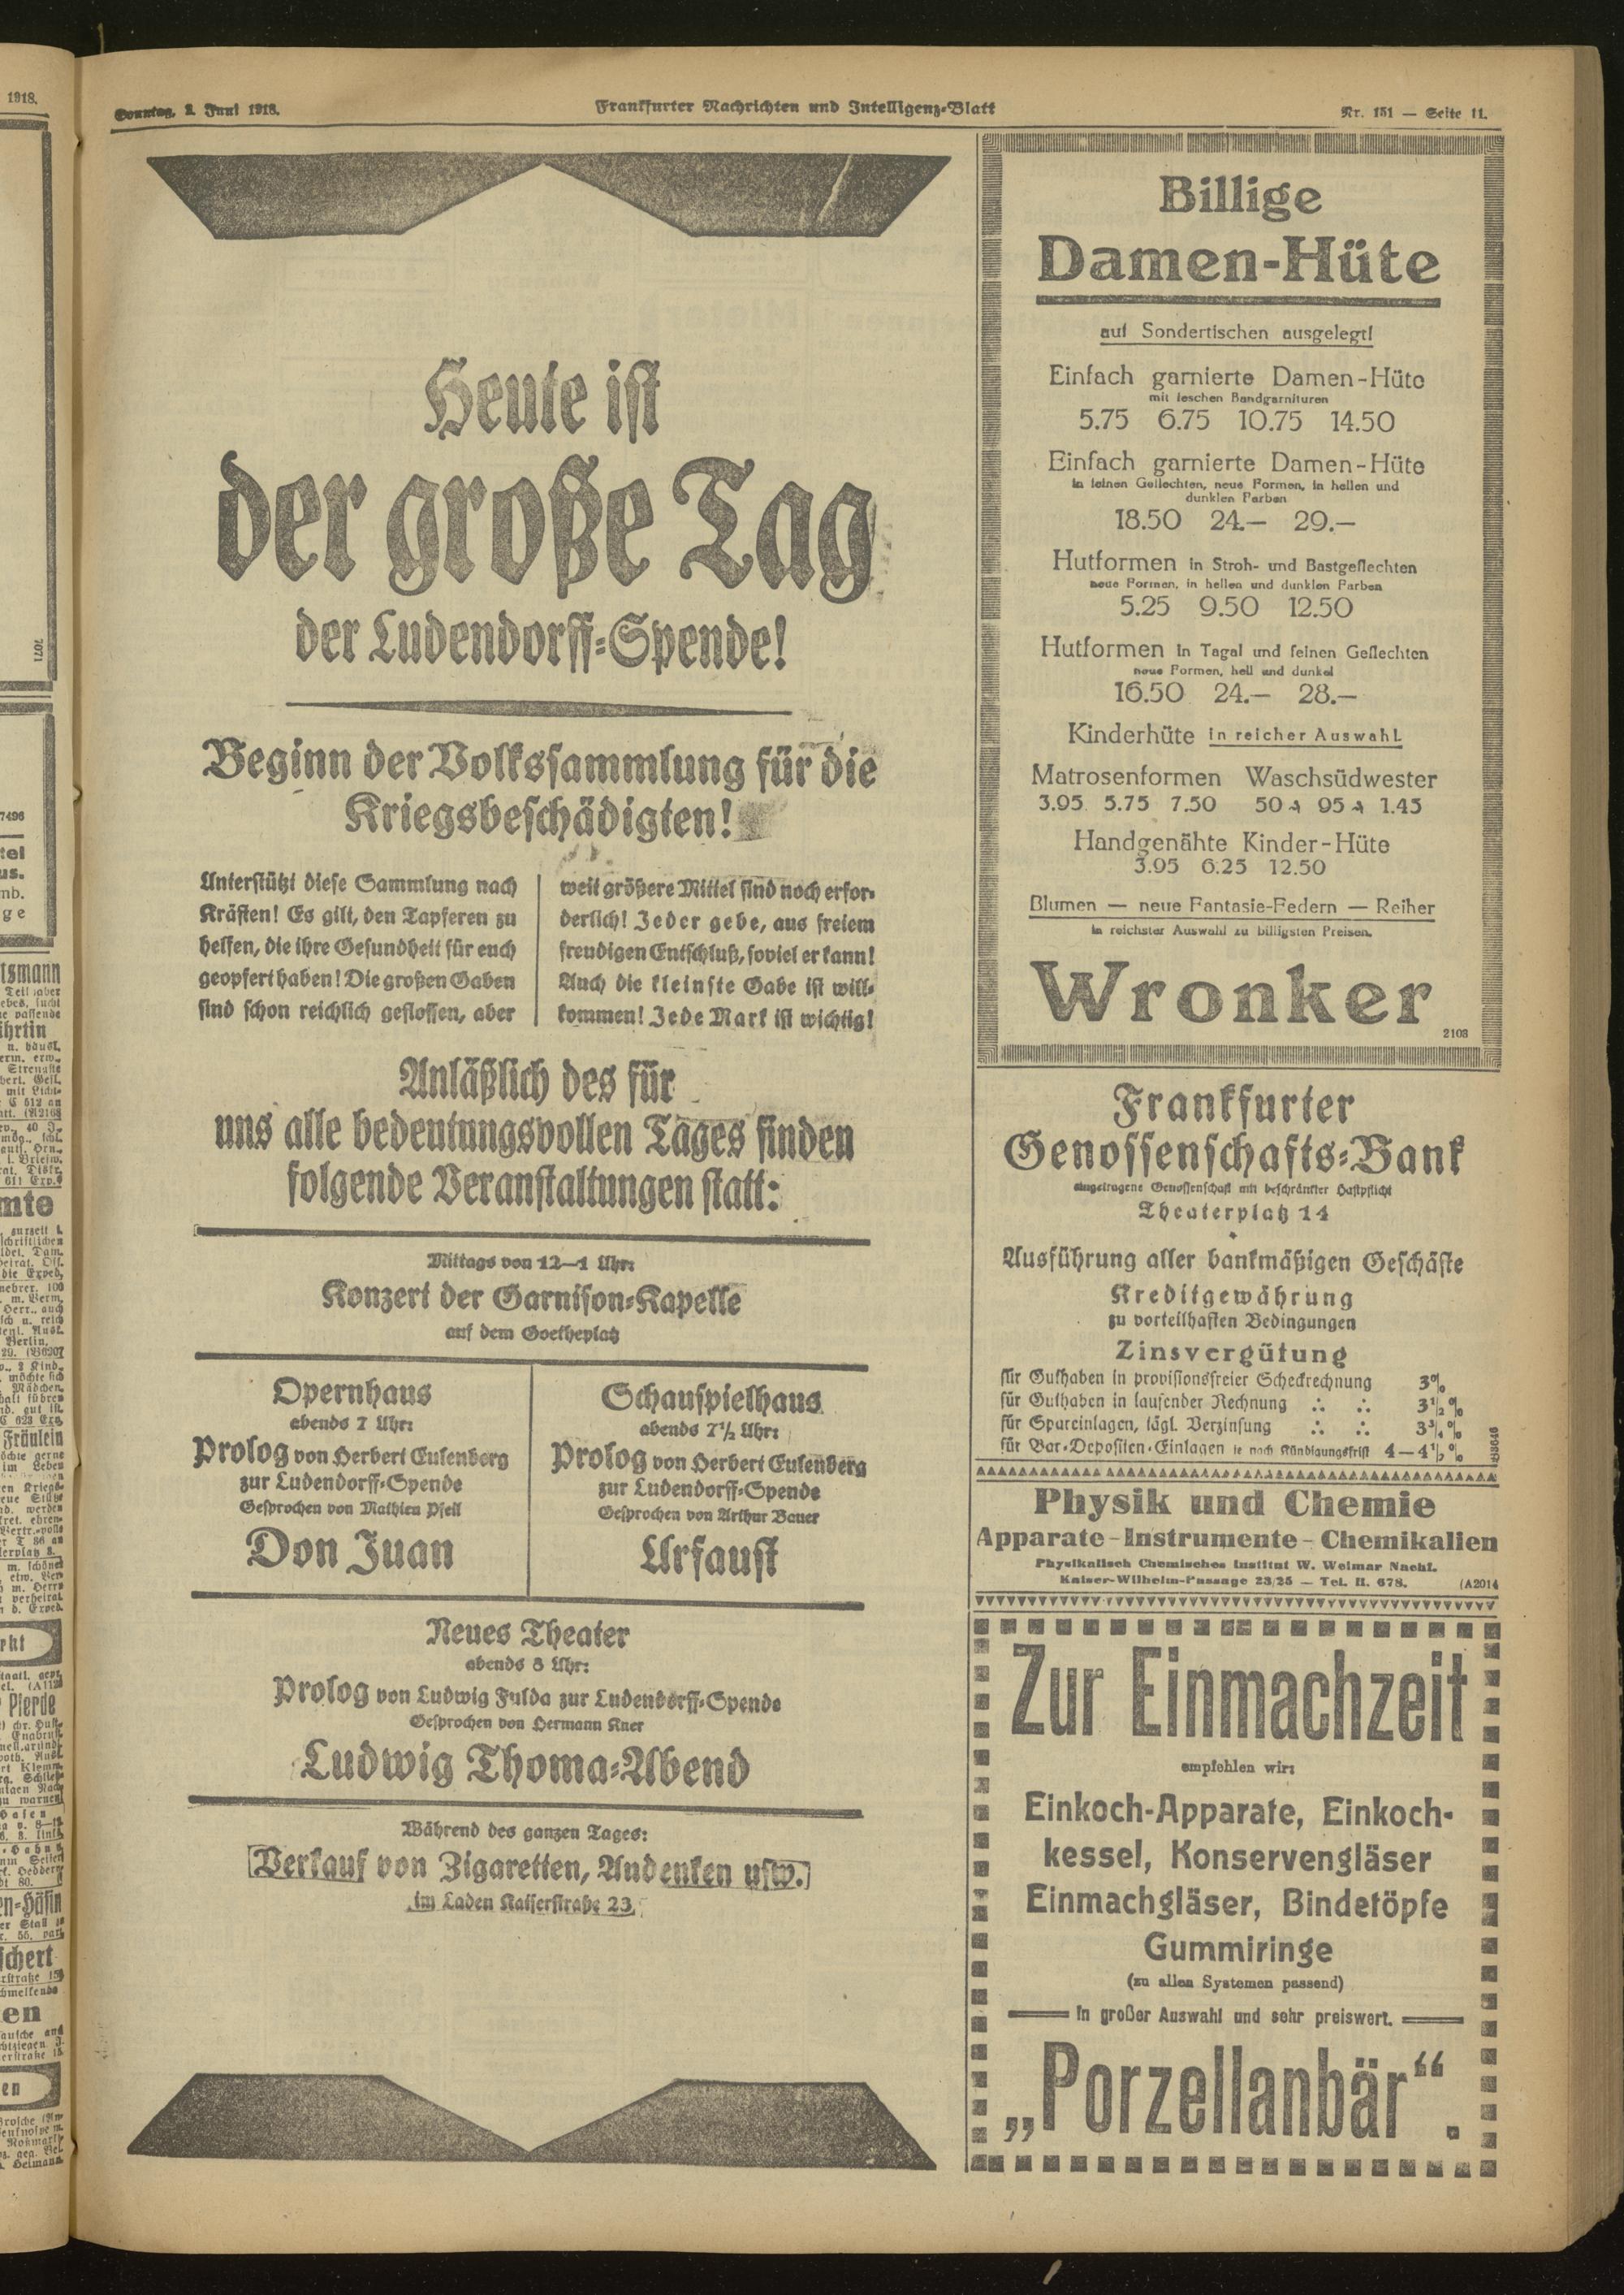 Sonntag, 2. Juni 1918.
Frankfurter Nachrichten und Intelligenz-Blatt
Nr. 151 — Seite 11.
Heute ist
der große Tag
der Ludendorff-Spende!
Beginn der Volkssammlung für die
Kriegsbeschädigten!
Unterstützt diese Sammlung nach
Kräften! Es gilt, den Tapferen zu
helfen, die ihre Gesundheit für euch
geopfert haben! Die großen Gaben
sind schon reichlich geflossen, aber
weit größere Mittel sind noch erfor-
derlich! Jeder gebe, aus freiem
freudigen Entschluß, soviel er kann!
Auch die kleinste Gabe ist will-
kommen! Jede Mark ist wichtig!
Anläßlich des für
uns alle bedeutungsvollen Tages finden
folgende Veranstaltungen statt:
Mittags von 12—1 Uhr:
Konzert der Garnison-Kapelle
auf dem Goetheplatz
Opernhaus
abends 7 Uhr:
Prolog von Herbert Eulenberg
zur Ludendorff-Spende
Gesprochen von Mathieu Pfeil
Don Juan
Schauspielhaus
abends 7½ Uhr:
Prolog von Herbert Eulenberg
zur Ludendorff-Spende
Gesprochen von Arthur Bauer
Urfaust
Neues Theater
abends 8 Uhr:
Prolog von Ludwig Fulda zur Ludendorff-Spende
Gesprochen von Hermann Kner
Ludwig Thoma-Abend
Während des ganzen Tages:
Verkauf von Zigaretten, Andenken usw.
im Laden Kaiserstraße 23.
Billige
Damen-Hüte
auf Sondertischen ausgelegt!
Einfach garnierte Damen-Hüte
mit feschen Bandgarnituren
5.75 6.75 10.75 14.50
Einfach garnierte Damen-Hüte
in feinen Geflechten, neue Formen, in hellen und
dunklen Farben
18.50 24.— 29.—
Hutformen in Stroh- und Bastgeflechten
neue Formen, in hellen und dunklen Farben
5.25 9.50 12.50
Hutformen in Tagal und feinen Geflechten
neue Formen, hell und dunkel
16.50 24.— 28.—
Kinderhüte in reicher Auswahl
Matrosenformen Waschsüdwester
3.95 5.75 7.50 50 ₰ 95 ₰ 1.45
Handgenähte Kinder-Hüte
3.95 6.25 12.50
Blumen — neue Fantasie-Federn — Reiher
in reichster Auswahl zu billigsten Preisen.
Wronker
2103
Frankfurter
Genossenschafts-Bank
eingetragene Genossenschaft mit beschränkter Haftpflicht
Theaterplatz 14
Ausführung aller bankmäßigen Geschäfte
Kreditgewährung
zu vorteilhaften Bedingungen
Zinsvergütung
für Guthaben in provisionsfreier Scheckrechnung 3%
für Guthaben in laufender Rechnung 3½%
für Spareinlagen, tägl. Verzinsung 3¾%
für Bar-Depositen-Einlagen je nach Kündigungsfrist 4—4½%
Physik und Chemie
Apparate - Instrumente - Chemikalien
Physikalisch Chemisches Institut W. Weimar Nachf.
Kaiser-Wilhelm-Passage 23/25 — Tel. II. 678. (A2014
Zur Einmachzeit
empfehlen wir:
Einkoch-Apparate, Einkoch-
kessel, Konservengläser
Einmachgläser, Bindetöpfe
Gummiringe
(zu allen Systemen passend)
in großer Auswahl und sehr preiswert.
„Porzellanbär“.